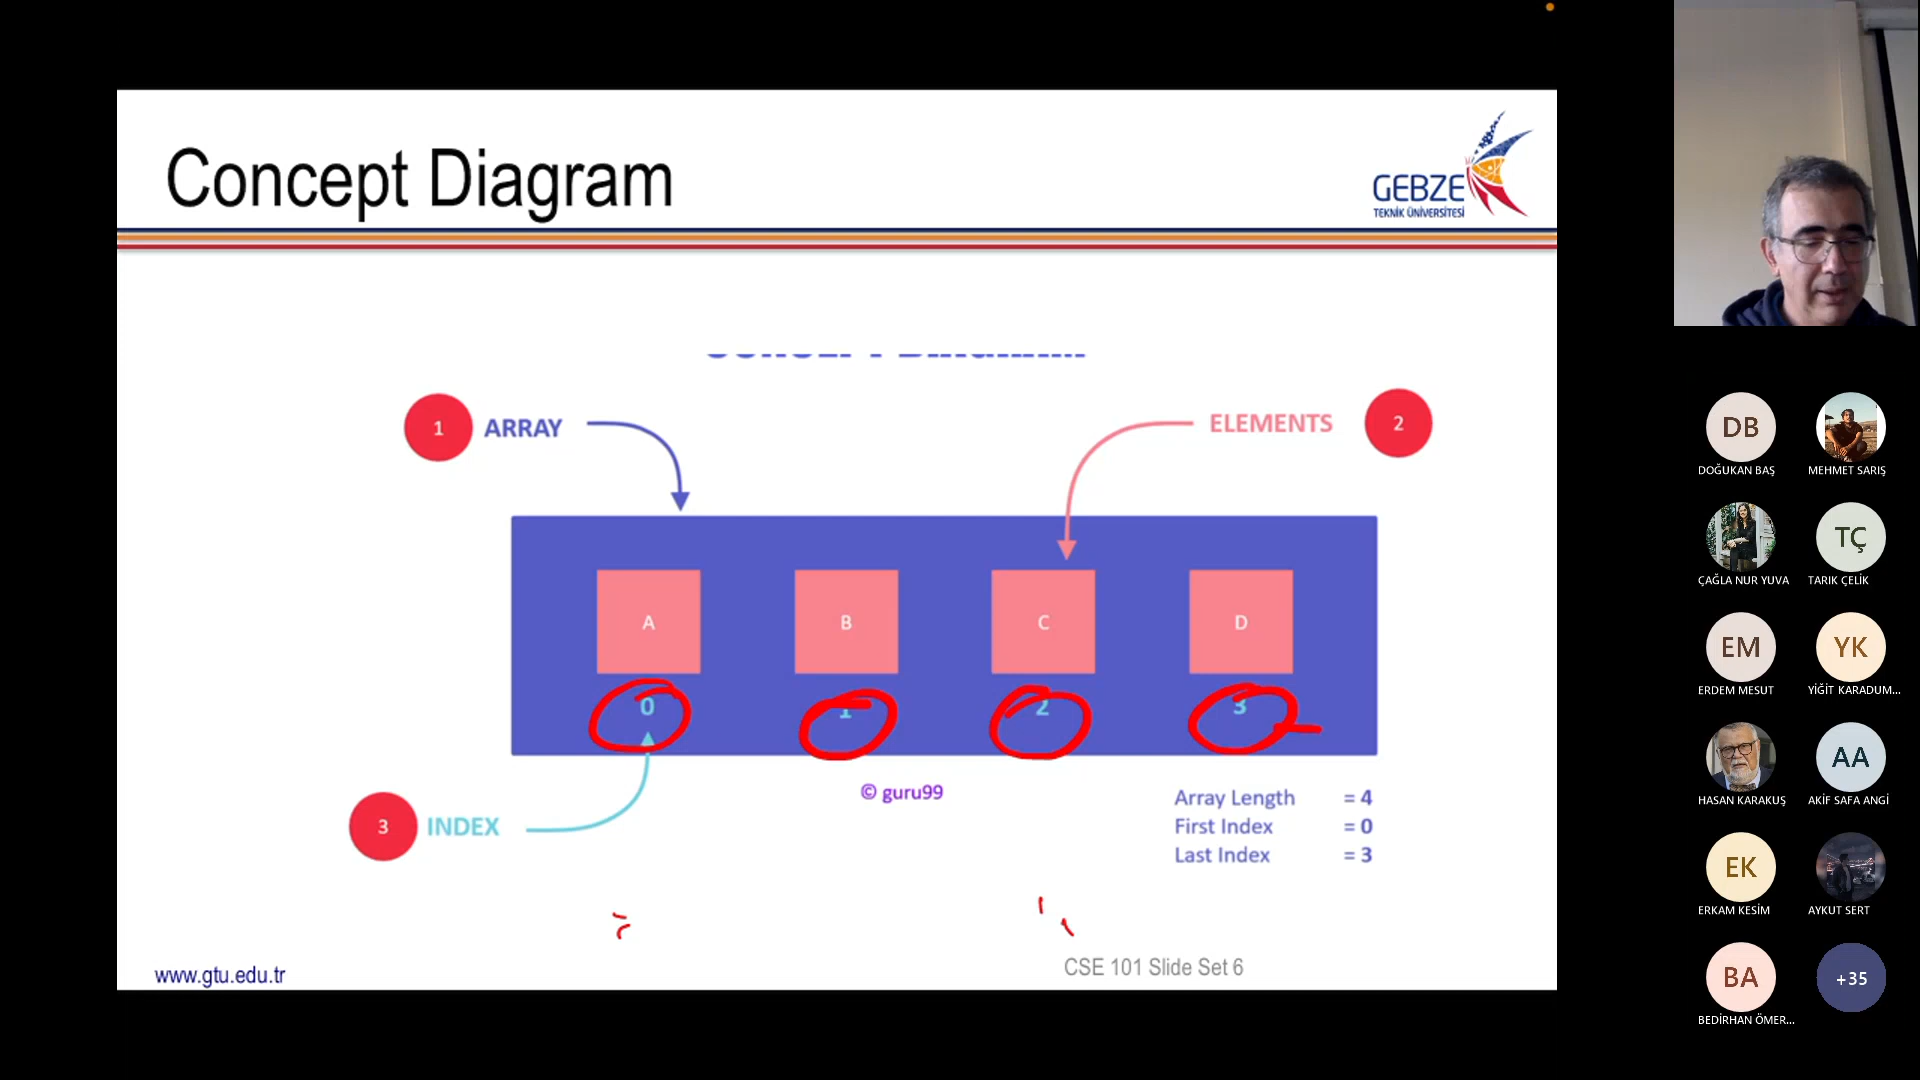 Concept Diagram
GEBZE
TEKNİK ÜNİVERSİTESİ
1 ARRAY
ELEMENTS 2
A B C D
0 1 2 3
© guru99
3 INDEX
Array Length = 4
First Index = 0
Last Index = 3
www.gtu.edu.tr
CSE 101 Slide Set 6
DB
DOĞUKAN BAŞ
MEHMET SARIŞ
ÇAĞLA NUR YUVA
TÇ
TARIK ÇELİK
EM
ERDEM MESUT
YK
YİĞİT KARADUM...
HASAN KARAKUŞ
AA
AKİF SAFA ANGİ
EK
ERKAM KESİM
AYKUT SERT
BA
BEDİRHAN ÖMER...
+35